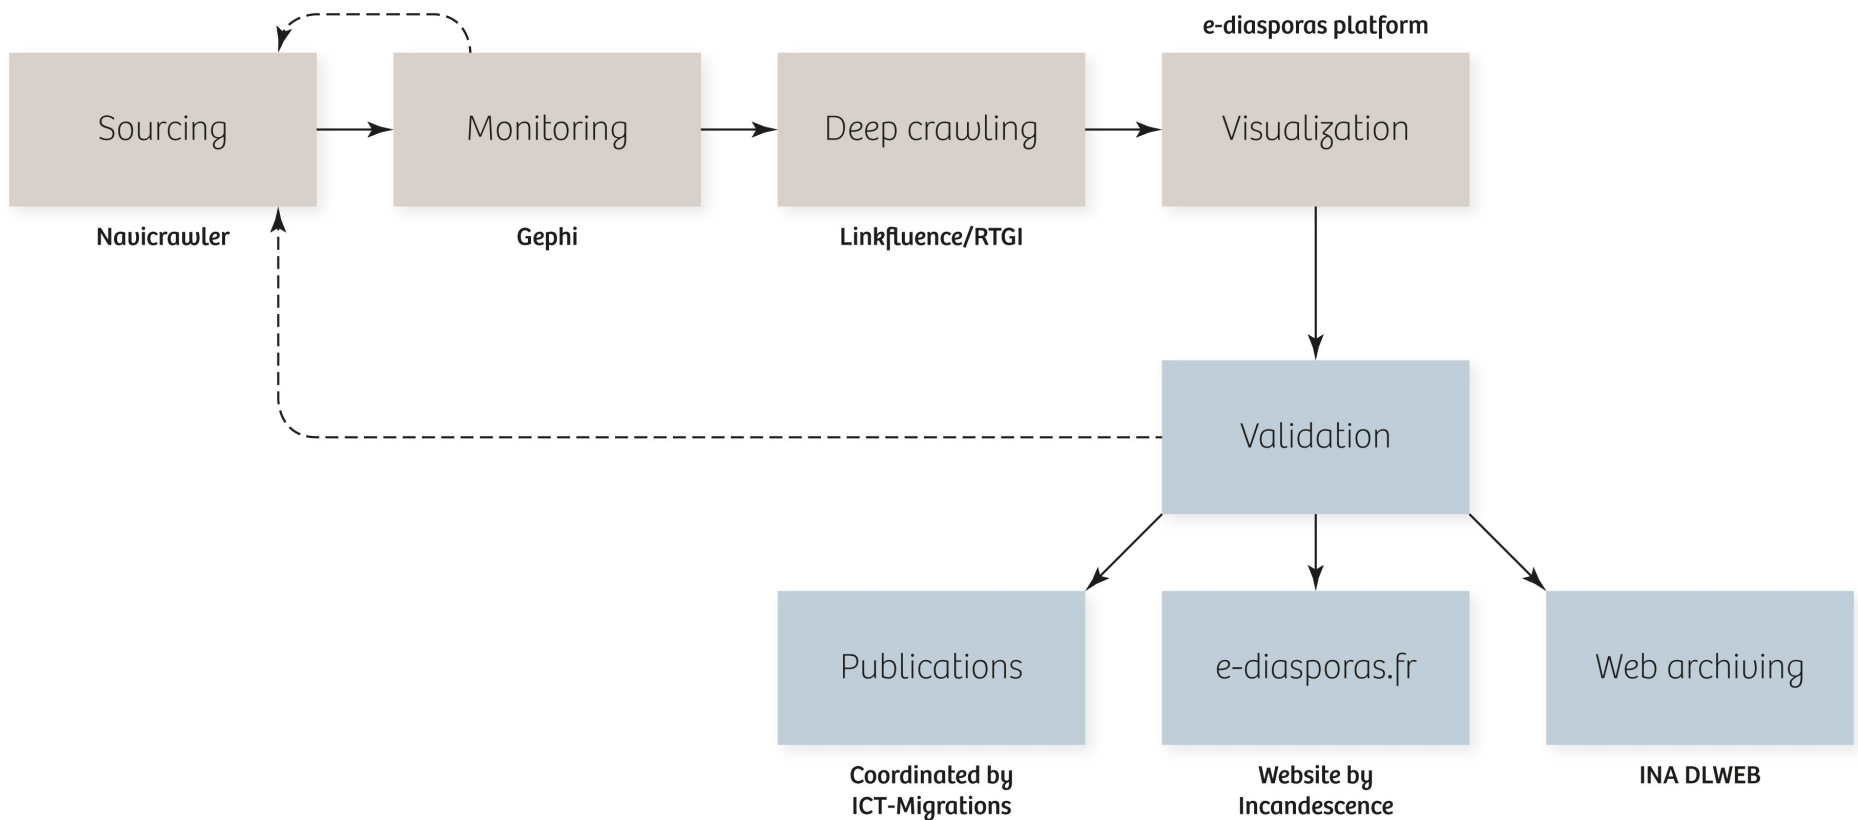 e-diasporas platform
Sourcing
Monitoring
Deep crawling
Visualization
Navicrawler
Gephi
Linkfluence/RTGI
Validation
Publications
e-diasporas.fr
Web archiving
Coordinated by
ICT-Migrations
Website by
Incandescence
INA DLWEB